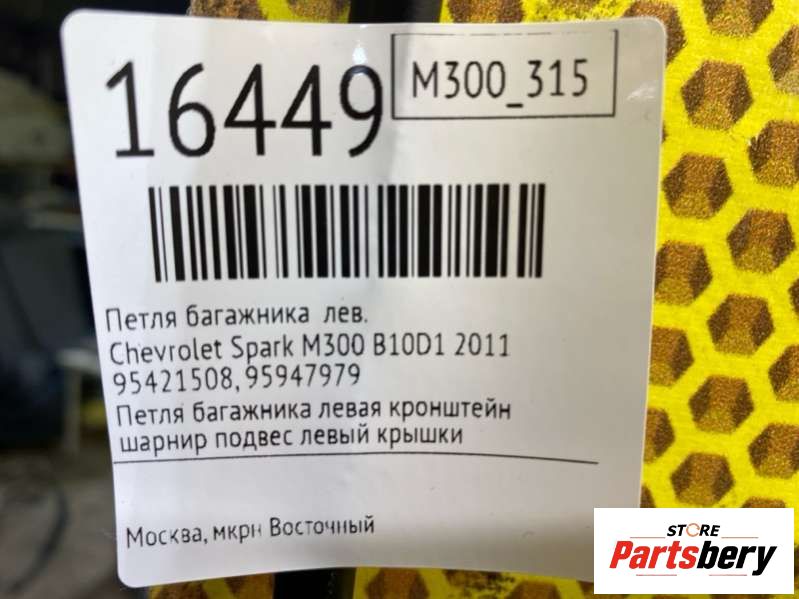 16449
M300_315
Петля багажника лев.
Chevrolet Spark M300 B10D1 2011
95421508, 95947979
Петля багажника левая кронштейн
шарнир подвес левый крышки
Москва, мкрн Восточный
STORE
Partsbery